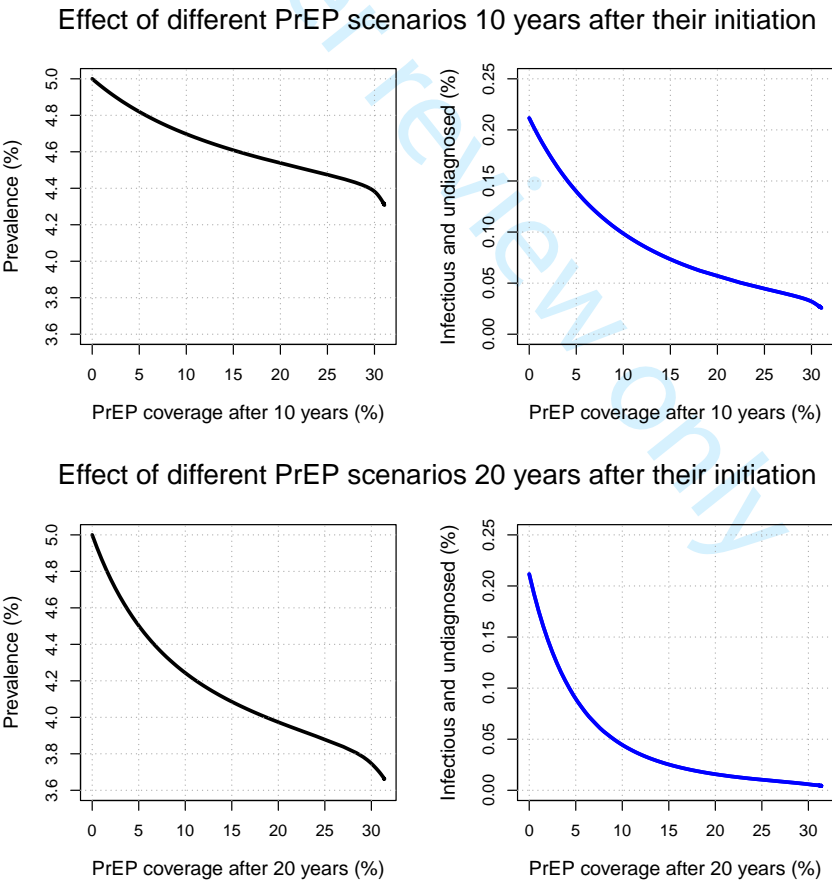 Effect of different PrEP scenarios 10 years after their initiation
Prevalence (%)
5.0
4.8
4.6
4.4
4.2
4.0
3.8
3.6
0 5 10 15 20 25 30
PrEP coverage after 10 years (%)
Infectious and undiagnosed (%)
0.25
0.20
0.15
0.10
0.05
0.00
0 5 10 15 20 25 30
PrEP coverage after 10 years (%)
Effect of different PrEP scenarios 20 years after their initiation
Prevalence (%)
5.0
4.8
4.6
4.4
4.2
4.0
3.8
3.6
0 5 10 15 20 25 30
PrEP coverage after 20 years (%)
Infectious and undiagnosed (%)
0.25
0.20
0.15
0.10
0.05
0.00
0 5 10 15 20 25 30
PrEP coverage after 20 years (%)
review only